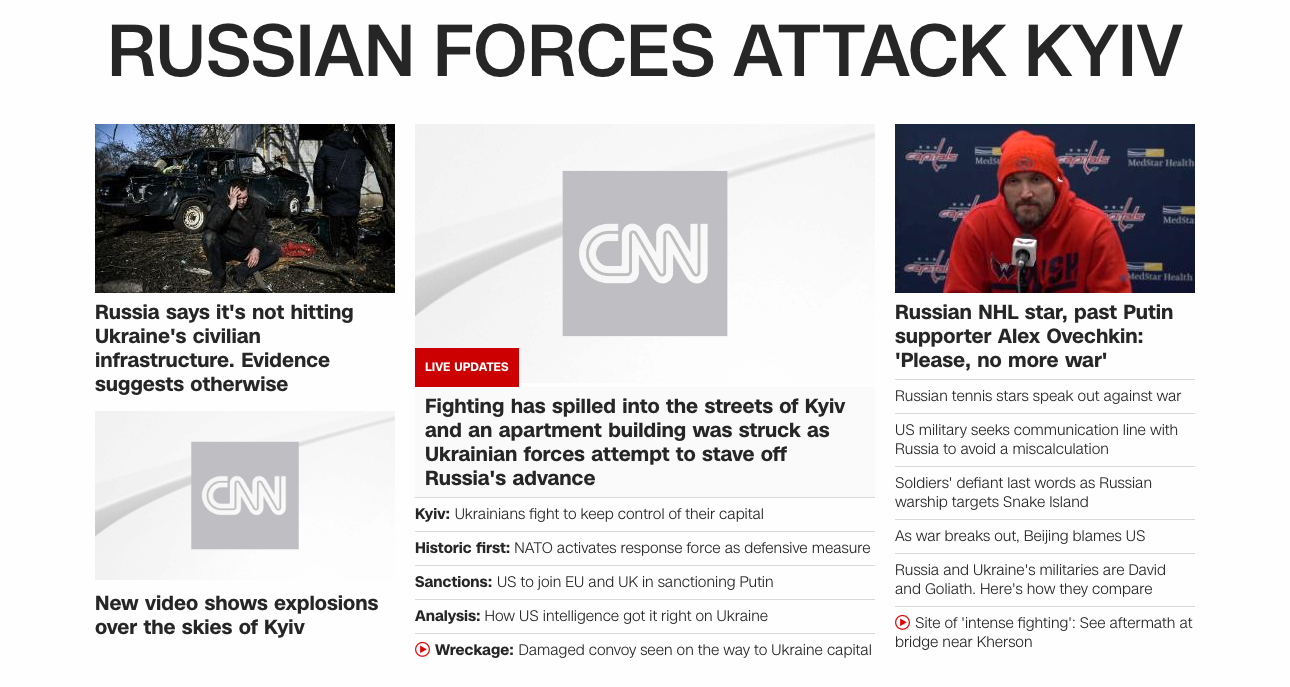 RUSSIAN FORCES ATTACK KYIV
Russia says it's not hitting
Ukraine's civilian
infrastructure. Evidence
suggests otherwise
CNN
New video shows explosions
over the skies of Kyiv
CNN
LIVE UPDATES
Fighting has spilled into the streets of Kyiv
and an apartment building was struck as
Ukrainian forces attempt to stave off
Russia's advance
Kyiv: Ukrainians fight to keep control of their capital
Historic first: NATO activates response force as defensive measure
Sanctions: US to join EU and UK in sanctioning Putin
Analysis: How US intelligence got it right on Ukraine
Wreckage: Damaged convoy seen on the way to Ukraine capital
capitals
MedStar Health
capitals
MedStar Health
capitals
capitals
MedStar Health
Russian NHL star, past Putin
supporter Alex Ovechkin:
'Please, no more war'
Russian tennis stars speak out against war
US military seeks communication line with
Russia to avoid a miscalculation
Soldiers' defiant last words as Russian
warship targets Snake Island
As war breaks out, Beijing blames US
Russia and Ukraine's militaries are David
and Goliath. Here's how they compare
Site of 'intense fighting': See aftermath at
bridge near Kherson